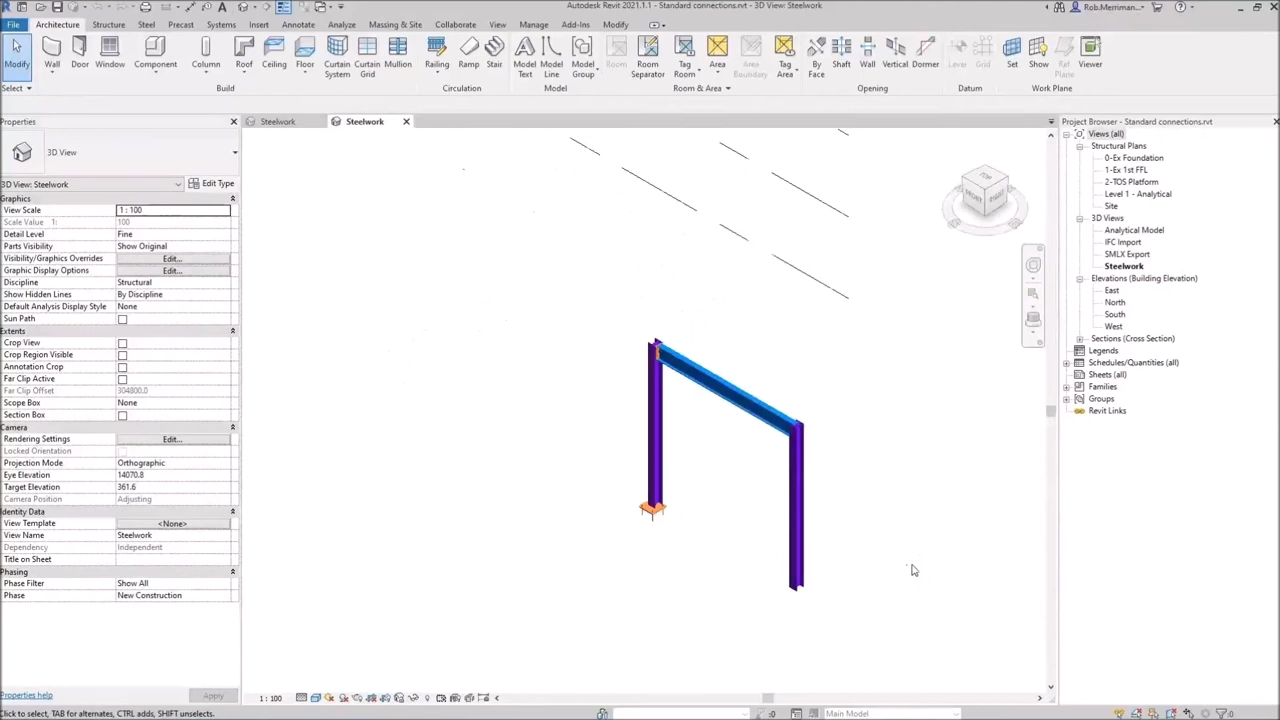 Autodesk Revit 2021.1.1 - Standard connections.rvt - 3D View: Steelwork
Rob.Merriman...
File Architecture Structure Steel Precast Systems Insert Annotate Analyze Massing & Site Collaborate View Manage Add-Ins Modify
Modify Wall Door Window Component Column Roof Ceiling Floor Curtain System Curtain Grid Mullion Railing Ramp Stair Model Text Model Line Model Group Room Room Separator Tag Room Area Area Boundary Tag Area By Face Shaft Wall Vertical Dormer Level Grid Set Show Ref Plane Viewer
Select Build Circulation Model Room & Area Opening Datum Work Plane
Properties
Steelwork
Steelwork
Project Browser - Standard connections.rvt
3D View
3D View: Steelwork
Edit Type
Graphics
View Scale 1 : 100
Scale Value 1: 100
Detail Level Fine
Parts Visibility Show Original
Visibility/Graphics Overrides Edit...
Graphic Display Options Edit...
Discipline Structural
Show Hidden Lines By Discipline
Default Analysis Display Style None
Sun Path
Extents
Crop View
Crop Region Visible
Annotation Crop
Far Clip Active
Far Clip Offset 304800.0
Scope Box None
Section Box
Camera
Rendering Settings Edit...
Locked Orientation
Projection Mode Orthographic
Eye Elevation 14070.8
Target Elevation 361.6
Camera Position Adjusting
Identity Data
View Template <None>
View Name Steelwork
Dependency Independent
Title on Sheet
Phasing
Phase Filter Show All
Phase New Construction
Properties help
Apply
TOP
FRONT RIGHT
Views (all)
Structural Plans
0-Ex Foundation
1-Ex 1st FFL
2-TOS Platform
Level 1 - Analytical
Site
3D Views
Analytical Model
IFC Import
SMLX Export
Steelwork
Elevations (Building Elevation)
East
North
South
West
Sections (Cross Section)
Legends
Schedules/Quantities (all)
Sheets (all)
Families
Groups
Revit Links
1 : 100
Click to select, TAB for alternates, CTRL adds, SHIFT unselects.
:0
Main Model
:0